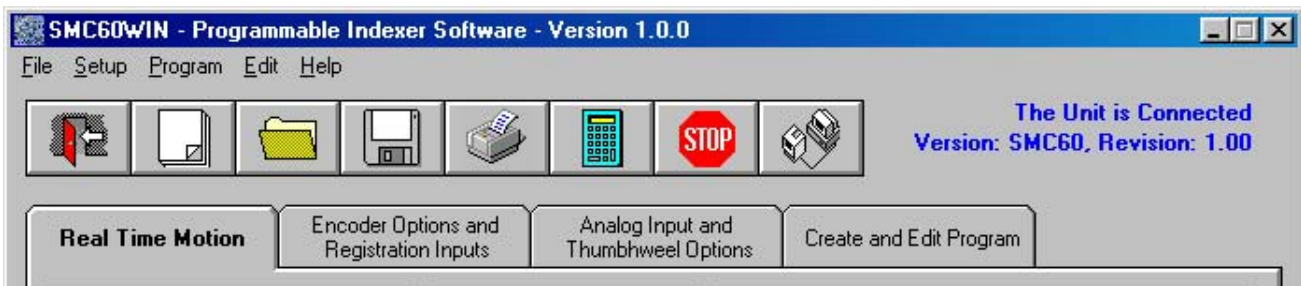 SMC60WIN - Programmable Indexer Software - Version 1.0.0
File Setup Program Edit Help
STOP
The Unit is Connected
Version: SMC60, Revision: 1.00
Real Time Motion
Encoder Options and
Registration Inputs
Analog Input and
Thumbhweel Options
Create and Edit Program